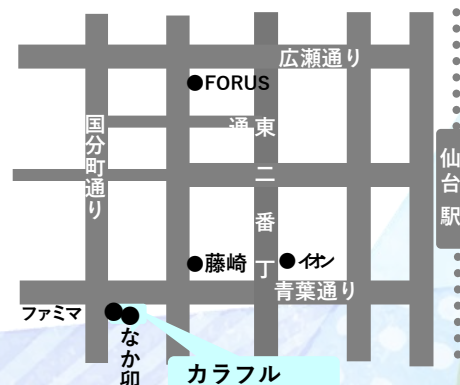 広瀬通り
●FORUS
国分町通り
東二番丁通
仙台駅
●藤崎
●イオン
青葉通り
ファミマ
なか卯
カラフル